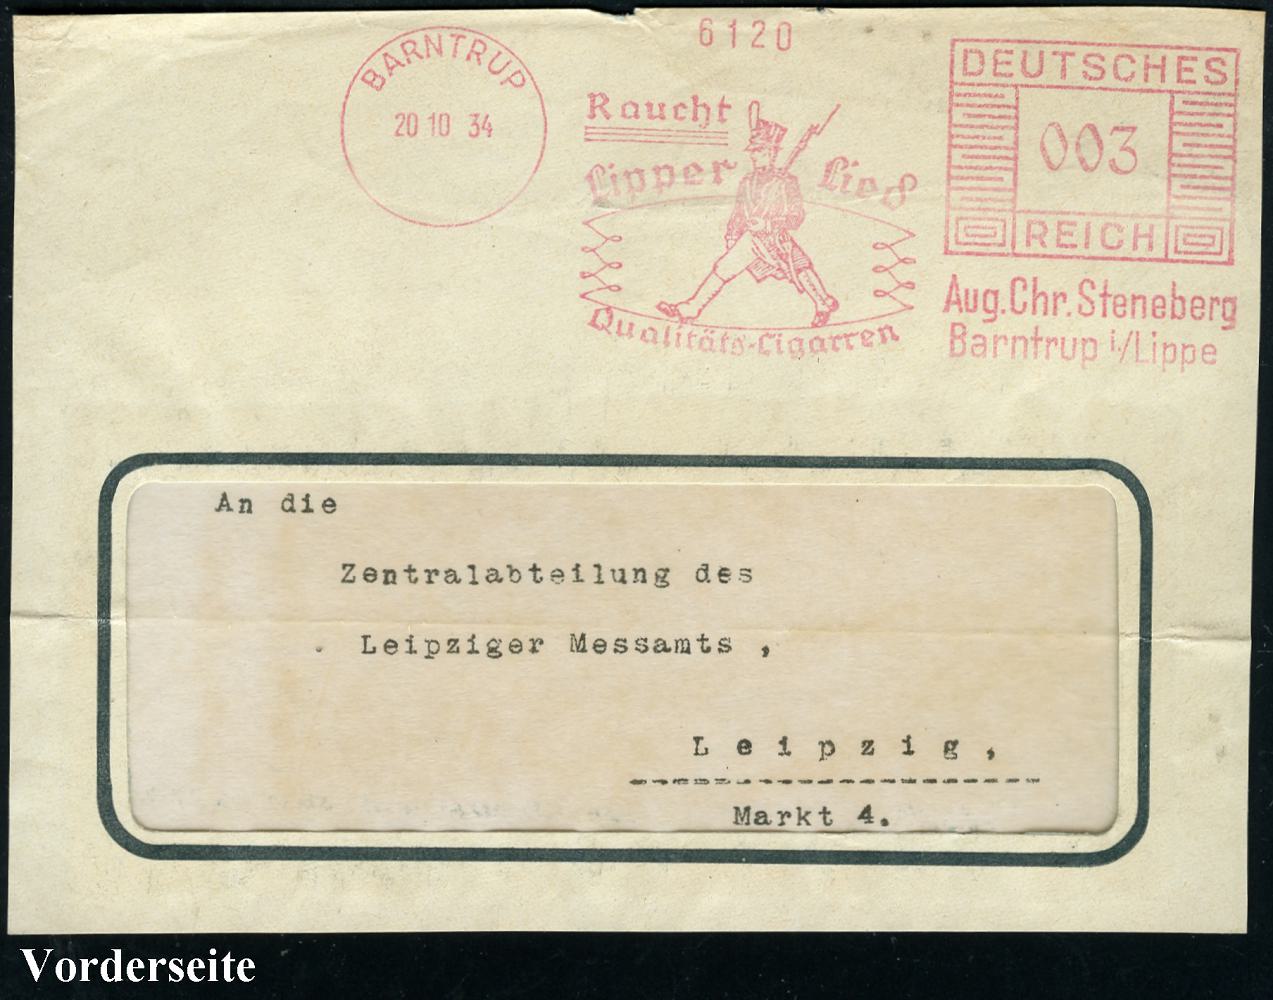 6120
BARNTRUP
20 10 34
Raucht
Lipper Lied
Qualitäts-Cigarren
DEUTSCHES
003
REICH
Aug. Chr. Steneberg
Barntrup i/Lippe
An die
Zentralabteilung des
Leipziger Messamts ,
Leipzig,
Markt 4.
Vorderseite